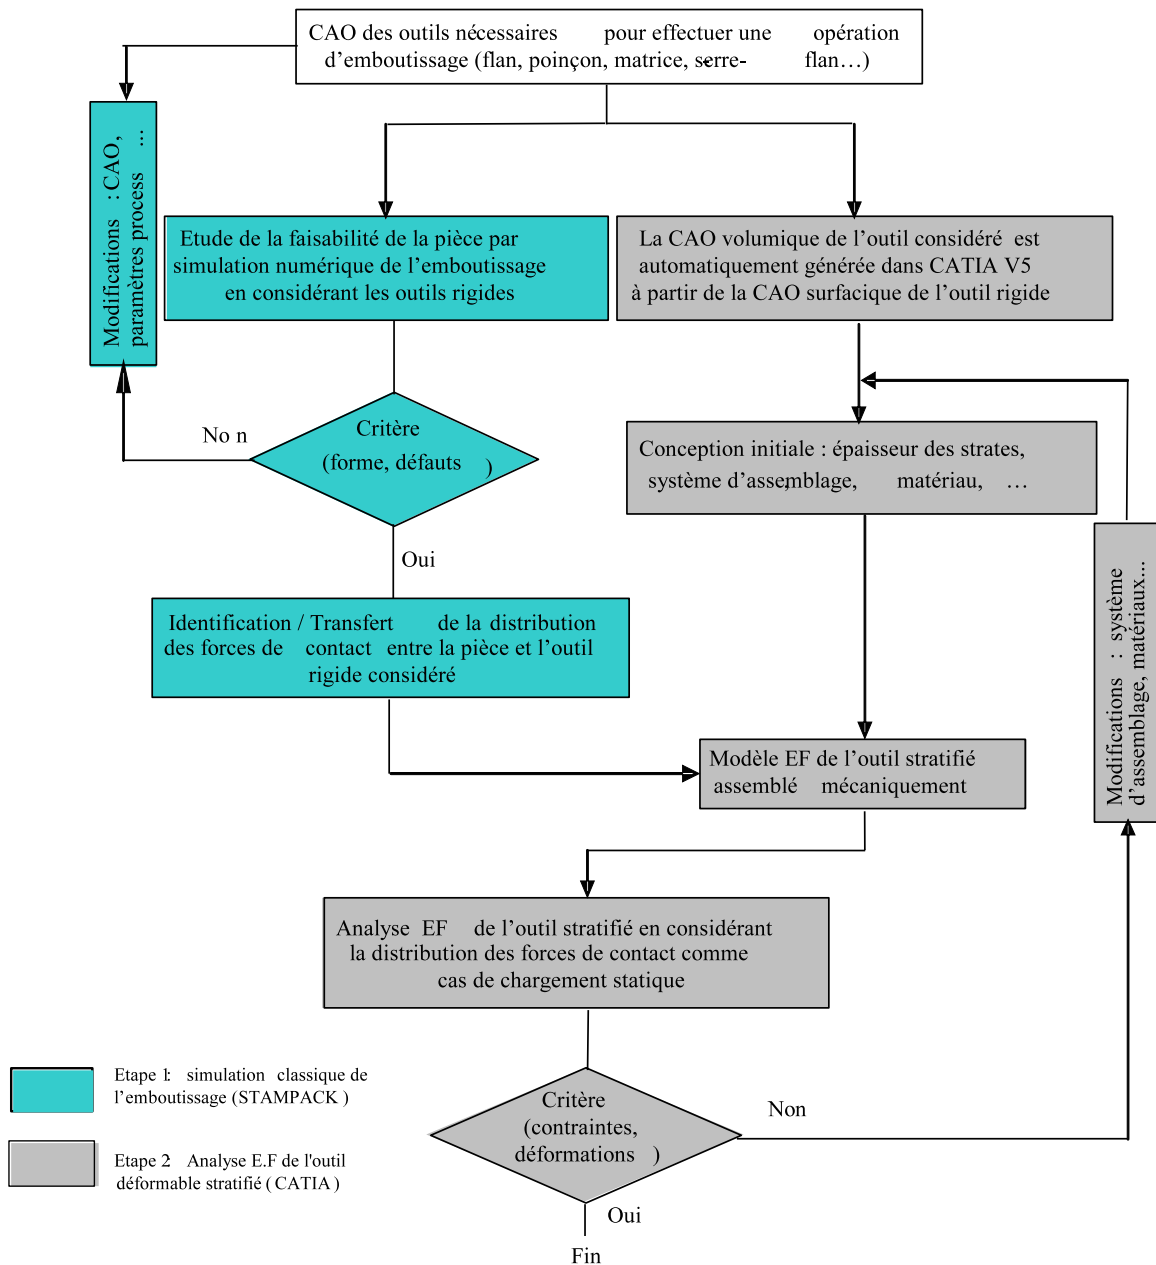 CAO des outils nécessaires pour effectuer une opération
d’emboutissage (flan, poinçon, matrice, serre- flan…)
Modifications : CAO,
paramètres process ...
Etude de la faisabilité de la pièce par
simulation numérique de l’emboutissage
en considérant les outils rigides
La CAO volumique de l’outil considéré est
automatiquement générée dans CATIA V5
à partir de la CAO surfacique de l’outil rigide
No n
Critère
(forme, défauts )
Oui
Conception initiale : épaisseur des strates,
système d’assemblage, matériau, …
Identification / Transfert de la distribution
des forces de contact entre la pièce et l’outil
rigide considéré
Modifications : système
d’assemblage, matériaux...
Modèle EF de l’outil stratifié
assemblé mécaniquement
Analyse EF de l’outil stratifié en considérant
la distribution des forces de contact comme
cas de chargement statique
Etape 1: simulation classique de
l’emboutissage (STAMPACK )
Critère
(contraintes,
déformations )
Non
Etape 2: Analyse E.F de l'outil
déformable stratifié ( CATIA )
Oui
Fin